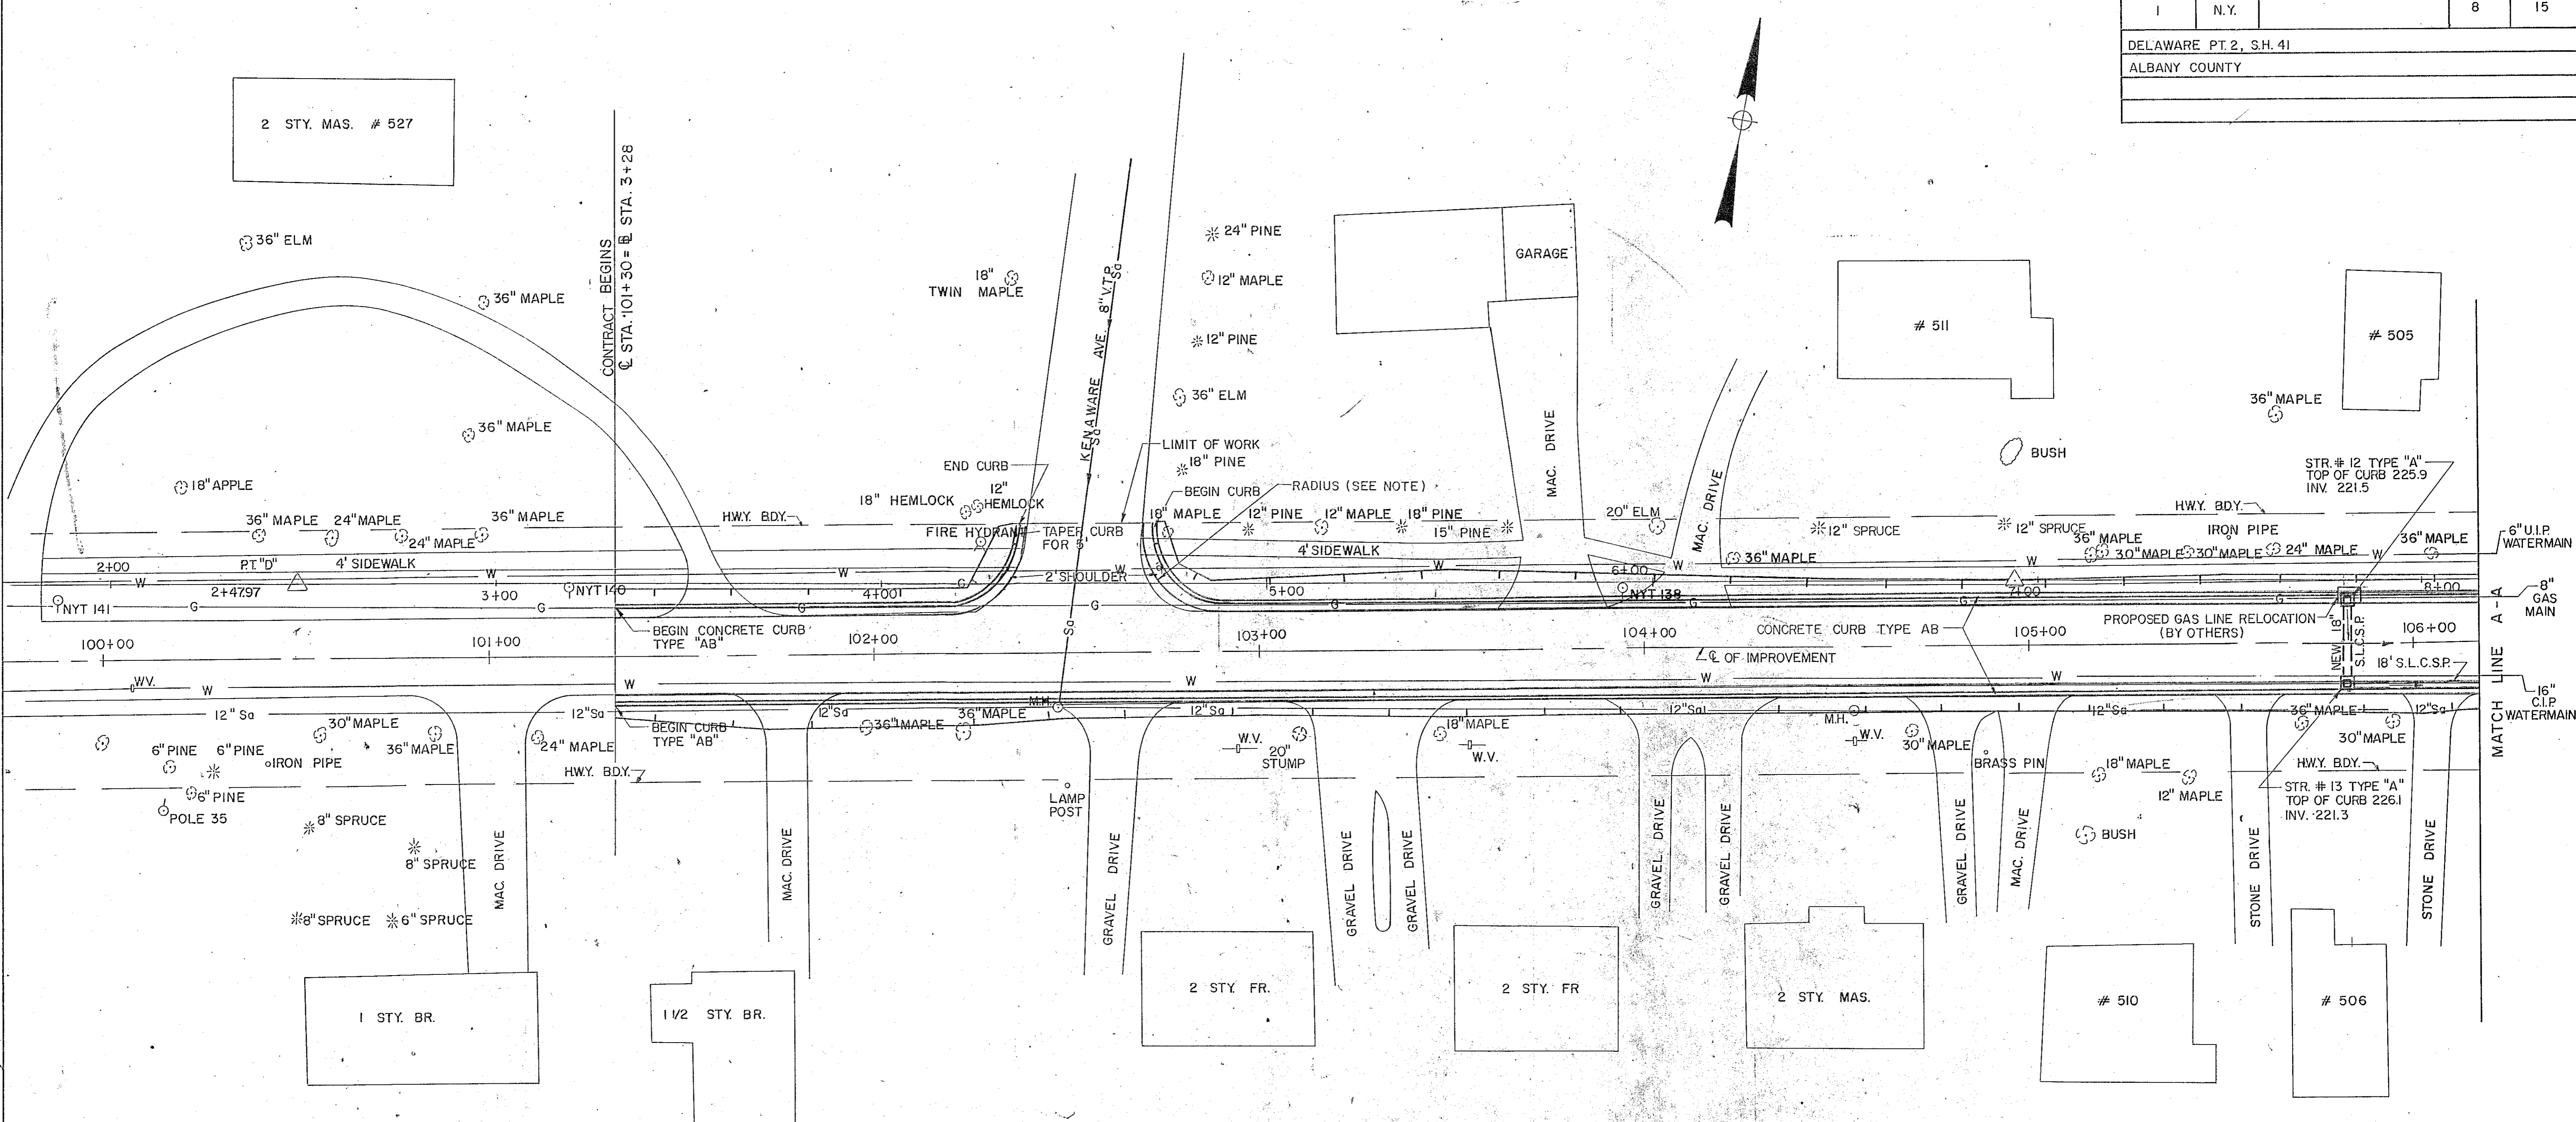 1 N.Y. 8 15
DELAWARE PT. 2, S.H. 41
ALBANY COUNTY
2 STY. MAS. # 527
CONTRACT BEGINS
℄ STA. 101+30 = BL STA. 3+28
36" ELM
36" MAPLE
18"
TWIN MAPLE
KENAWARE AVE. 8" V.T.P.
Sa
Sa
24" PINE
12" MAPLE
12" PINE
36" ELM
GARAGE
# 511
# 505
36" MAPLE
36" MAPLE
18" APPLE
END CURB
LIMIT OF WORK
18" PINE
BEGIN CURB
RADIUS (SEE NOTE)
MAC. DRIVE
MAC. DRIVE
BUSH
STR. # 12 TYPE "A"
TOP OF CURB 225.9
INV. 221.5
18" HEMLOCK
12"
HEMLOCK
36" MAPLE
24" MAPLE
24" MAPLE
36" MAPLE
HWY. BDY.
FIRE HYDRANT
TAPER CURB
FOR 5'
18" MAPLE
12" PINE
12" MAPLE
18" PINE
15" PINE
20" ELM
12" SPRUCE
12" SPRUCE
HWY. BDY.
IRON PIPE
36" MAPLE
30" MAPLE
30" MAPLE
24" MAPLE
36" MAPLE
6" U.I.P.
WATERMAIN
2+00
P.T. "D"
4' SIDEWALK
4' SIDEWALK
36" MAPLE
W W W W W W W
2' SHOULDER
NYT 141
2+47.97
3+00
NYT 140
4+00
5+00
6+00
NYT 138
7+00
8+00
8"
GAS
MAIN
G G G G G G G G G
BEGIN CONCRETE CURB
TYPE "AB"
CONCRETE CURB TYPE AB
PROPOSED GAS LINE RELOCATION
(BY OTHERS)
NEW 18"
S.L.C.S.P.
100+00
101+00
102+00
103+00
104+00
105+00
106+00
℄ OF IMPROVEMENT
18' S.L.C.S.P.
Sa
W.V.
W W W W W
16"
C.I.P.
WATERMAIN
MATCH LINE A-A
12" Sa
12" Sa
12" Sa
12" Sa
12" Sa
12" Sa
12" Sa
M.H.
M.H.
BEGIN CURB
TYPE "AB"
6" PINE
6" PINE
IRON PIPE
30" MAPLE
36" MAPLE
24" MAPLE
36" MAPLE
36" MAPLE
W.V.
20"
STUMP
18" MAPLE
W.V.
W.V.
30" MAPLE
BRASS PIN
18" MAPLE
12" MAPLE
36" MAPLE
30" MAPLE
HWY. BDY.
HWY. BDY.
STR. # 13 TYPE "A"
TOP OF CURB 226.1
INV. 221.3
6" PINE
POLE 35
8" SPRUCE
8" SPRUCE
8" SPRUCE
6" SPRUCE
LAMP
POST
BUSH
MAC. DRIVE
MAC. DRIVE
GRAVEL DRIVE
GRAVEL DRIVE
GRAVEL DRIVE
GRAVEL DRIVE
GRAVEL DRIVE
GRAVEL DRIVE
MAC. DRIVE
STONE DRIVE
STONE DRIVE
1 STY. BR.
1 1/2 STY. BR.
2 STY. FR.
2 STY. FR
2 STY. MAS.
# 510
# 506